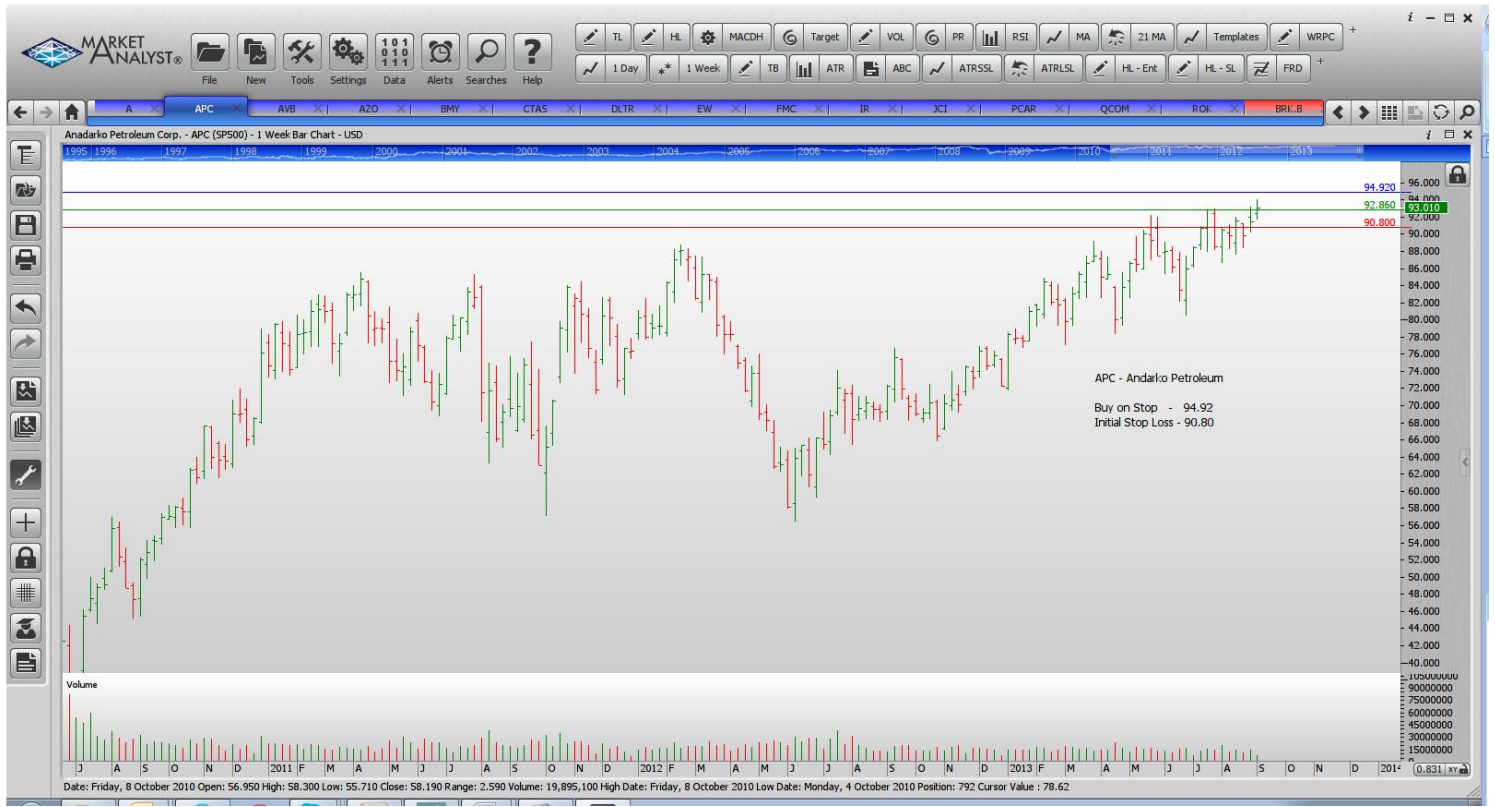 i
MARKET ANALYST®
TL HL MACDH Target VOL PR RSI MA 21 MA Templates WRPC +
1 Day 1 Week TB ATR ABC ATRSSL ATRLSL HL - Ent HL - SL FRD +
101 010 111
File New Tools Settings Data Alerts Searches Help
A APC AVB AZO BMY CTAS DLTR EW FMC IR JCI PCAR QCOM ROK BRK.B
Anadarko Petroleum Corp. - APC (SP500) - 1 Week Bar Chart - USD
i
1995 1996 1997 1998 1999 2000 2001 2002 2003 2004 2005 2006 2007 2008 2009 2010 2011 2012 2013
94.920
92.860
90.800
96.000
94.000
93.010
92.000
90.000
88.000
86.000
84.000
82.000
80.000
78.000
76.000
74.000
72.000
70.000
68.000
66.000
64.000
62.000
60.000
58.000
56.000
54.000
52.000
50.000
48.000
46.000
44.000
42.000
40.000
APC - Andarko Petroleum
Buy on Stop - 94.92
Initial Stop Loss - 90.80
Volume
105000000
90000000
75000000
60000000
45000000
30000000
15000000
J A S O N D 2011 F M A M J J A S O N D 2012 F M A M J J A S O N D 2013 F M A M J J A S O N D 201
0.831 XY
Date: Friday, 8 October 2010 Open: 56.950 High: 58.300 Low: 55.710 Close: 58.190 Range: 2.590 Volume: 19,895,100 High Date: Friday, 8 October 2010 Low Date: Monday, 4 October 2010 Position: 792 Cursor Value : 78.62